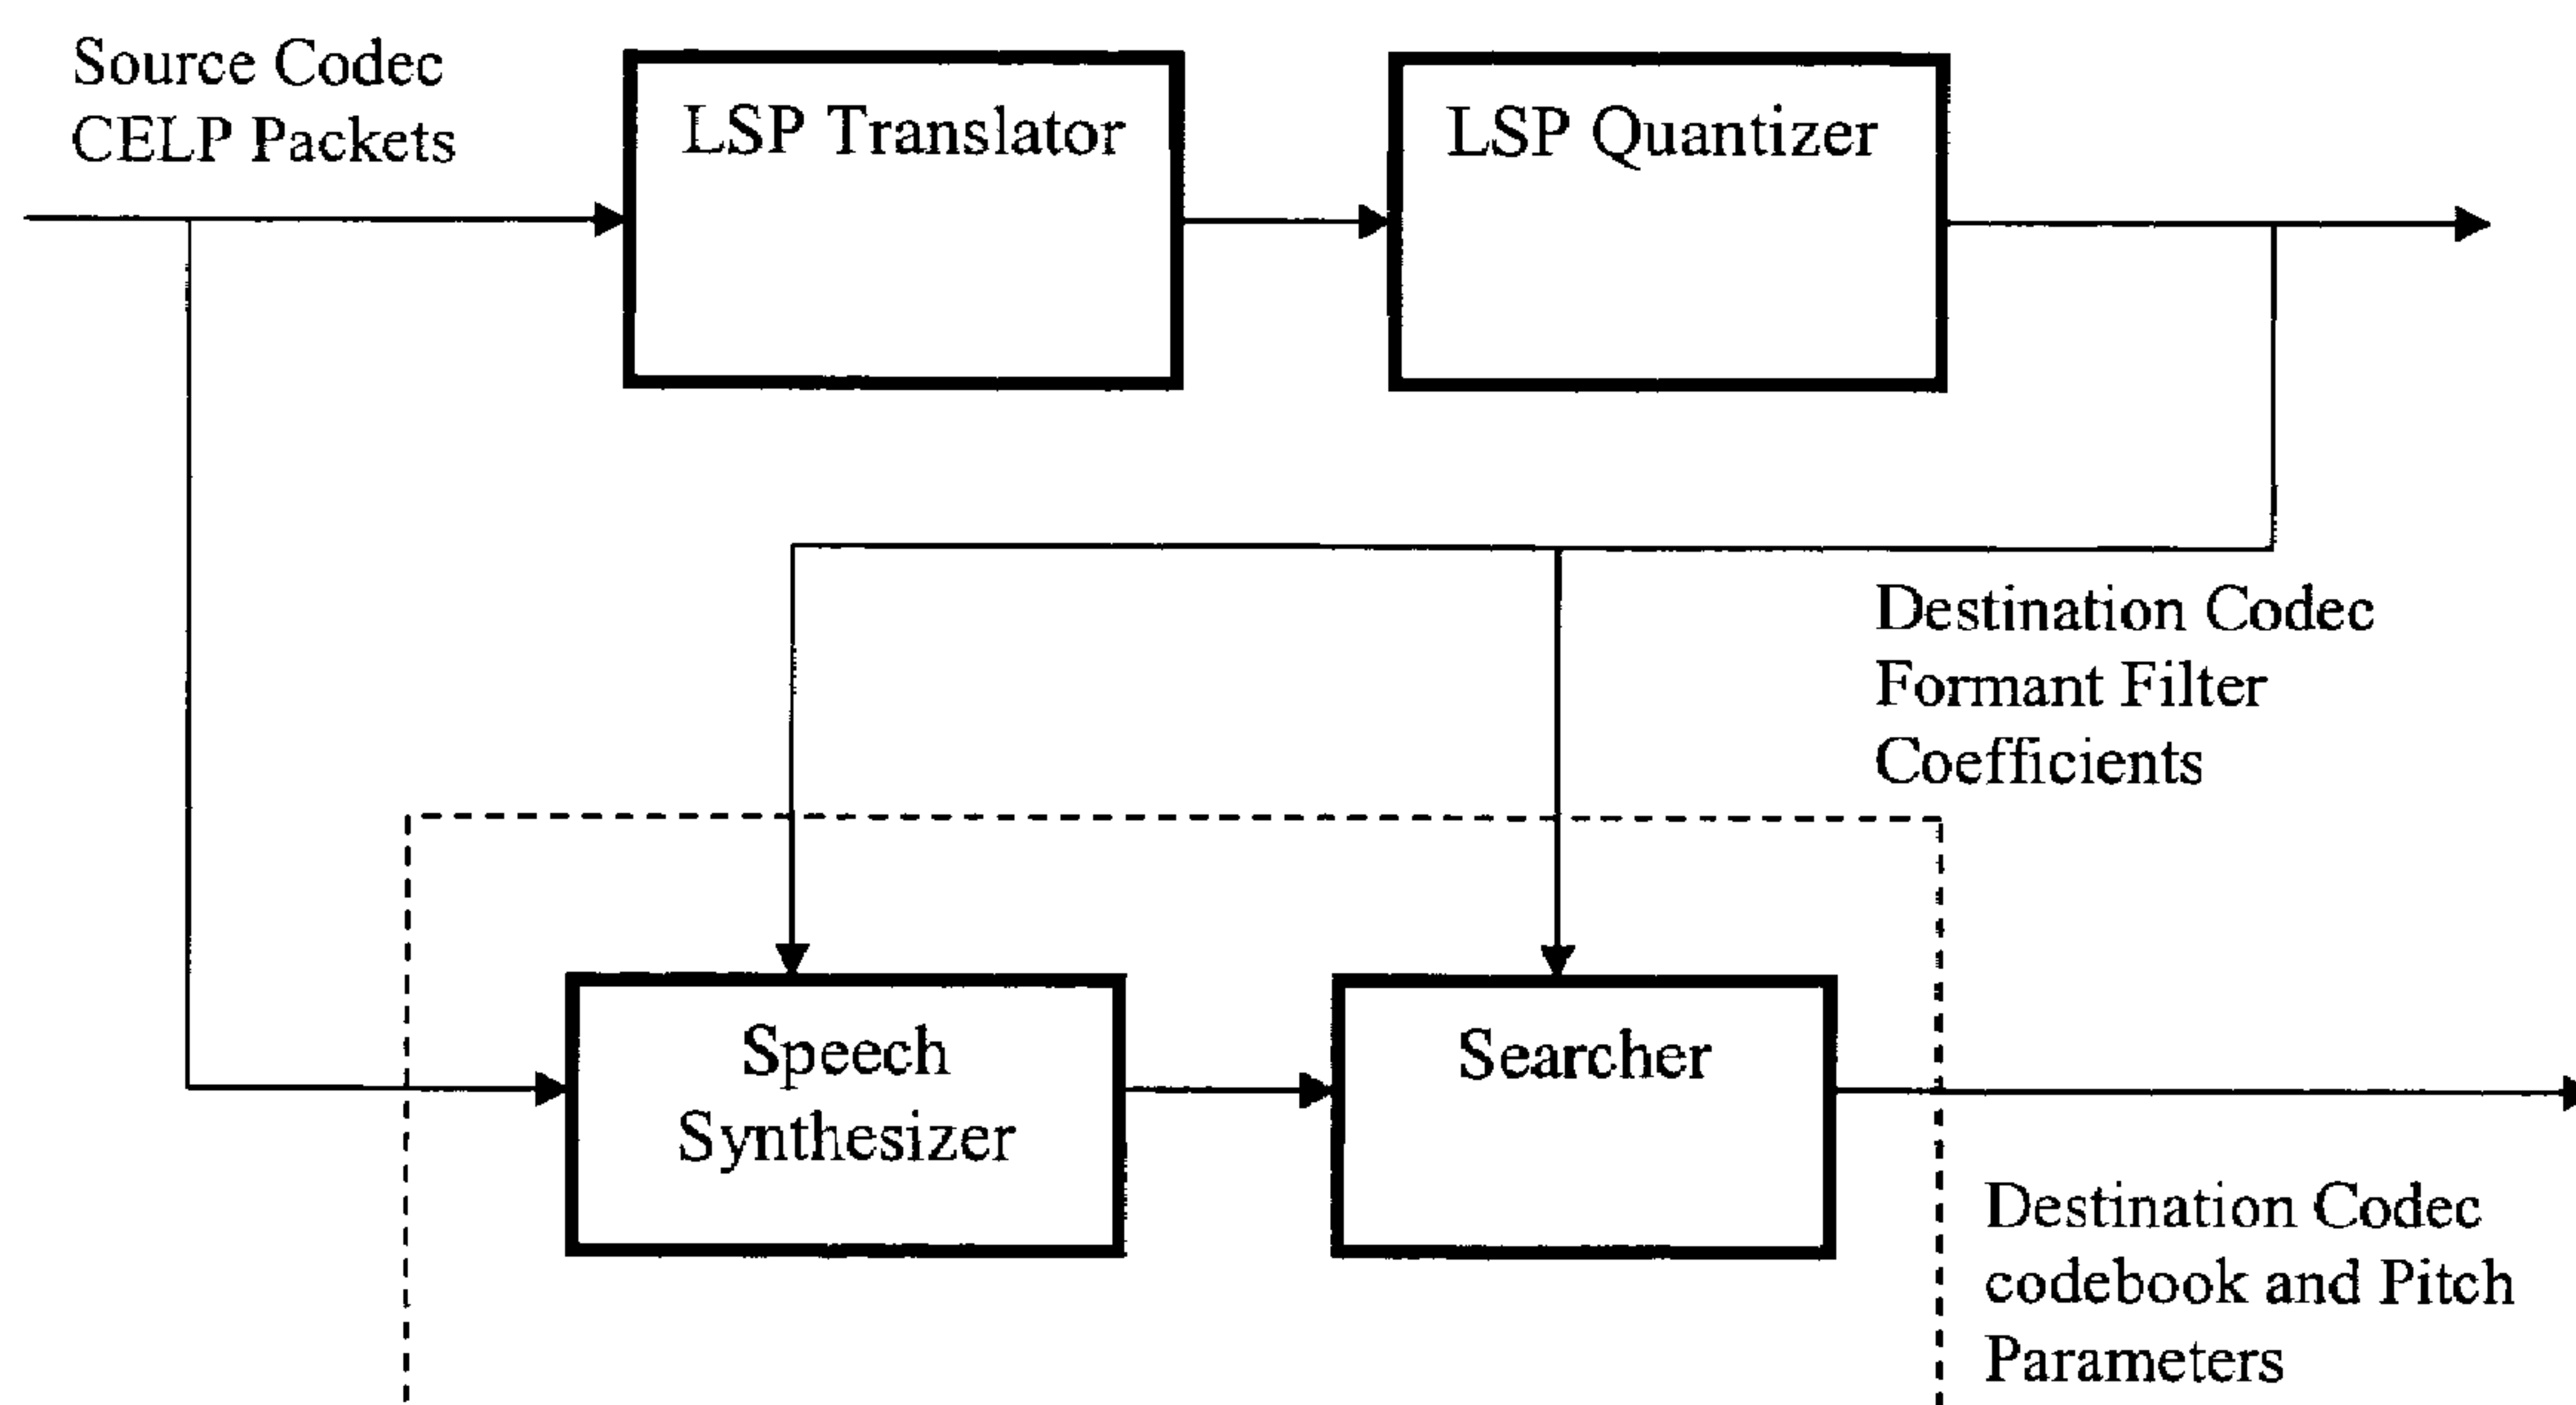 Source Codec
CELP Packets
LSP Translator
LSP Quantizer
Destination Codec
Formant Filter
Coefficients
Speech
Synthesizer
Searcher
Destination Codec
codebook and Pitch
Parameters